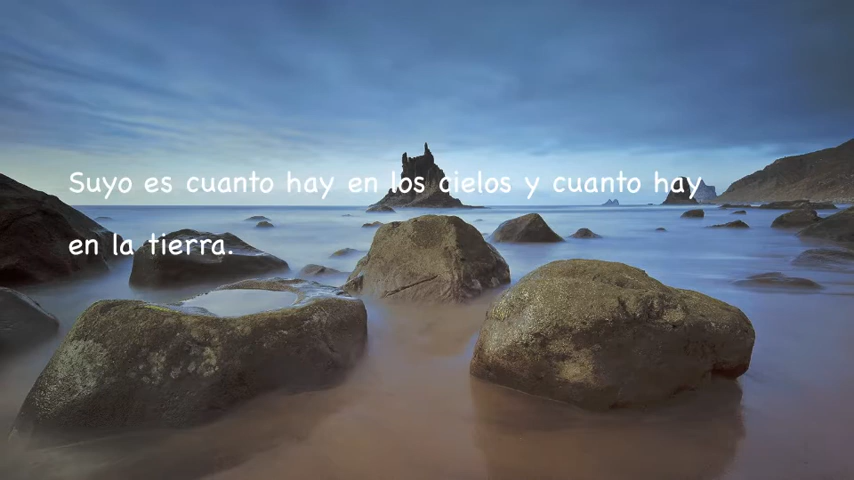 Suyo es cuanto hay en los cielos y cuanto hay
en la tierra.